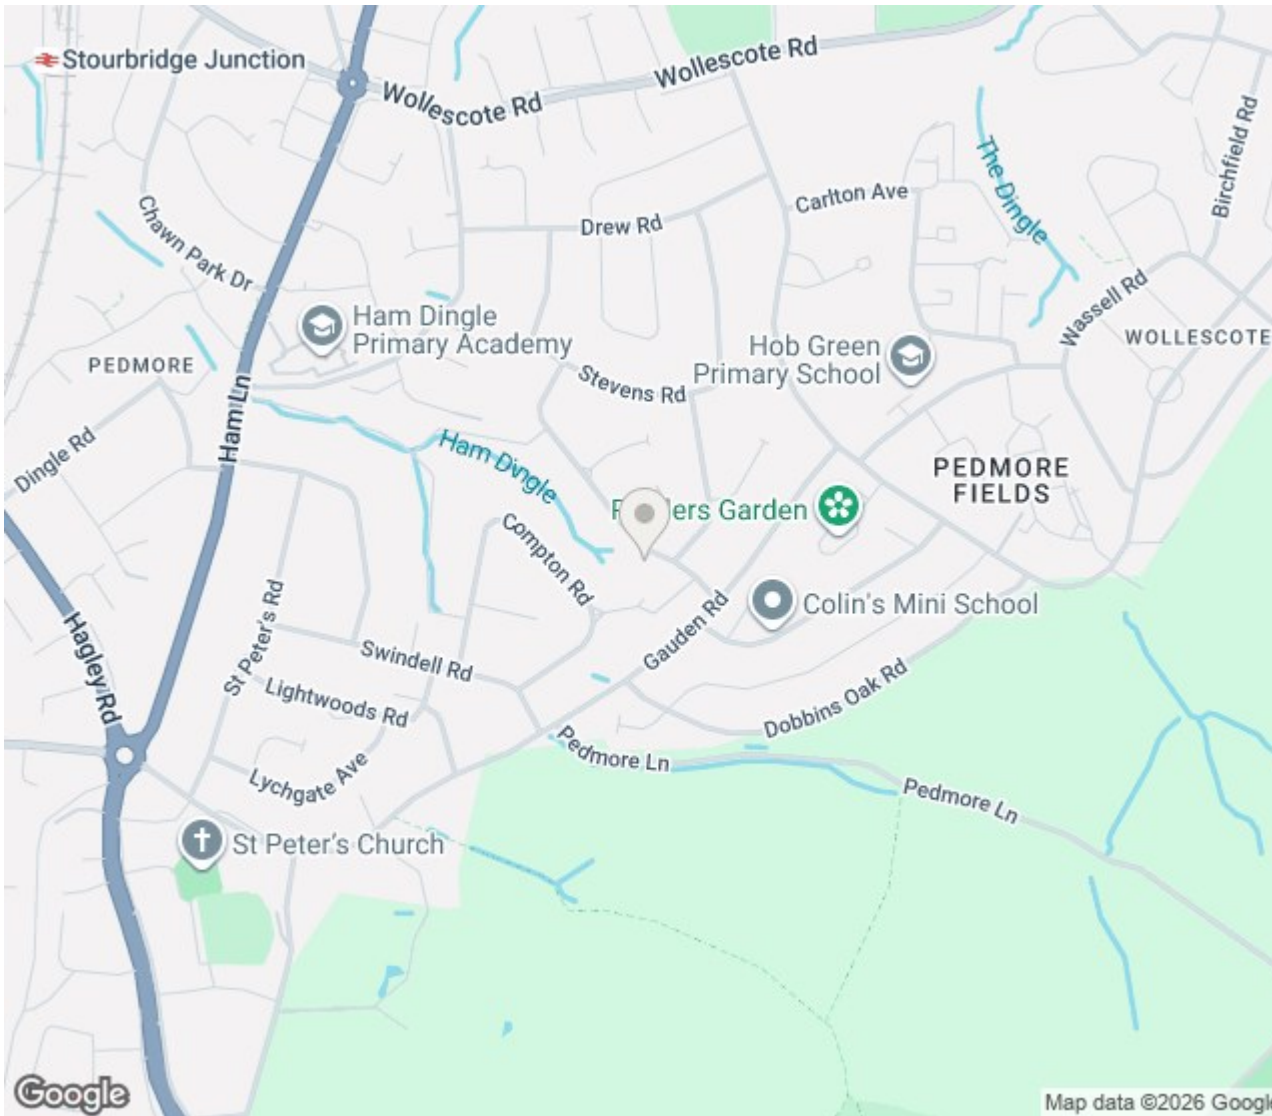 Stourbridge Junction
Wollescote Rd
Wollescote Rd
The Dingle
Birchfield Rd
Carlton Ave
Chawn Park Dr
Drew Rd
Wassell Rd
Ham Dingle
Primary Academy
WOLLESCOTE
Hob Green
Primary School
PEDMORE
Stevens Rd
Ham Ln
Dingle Rd
Ham Dingle
PEDMORE
FIELDS
Garden
Compton Rd
Colin's Mini School
St Peter's Rd
Gauden Rd
Hagley Rd
Swindell Rd
Lightwoods Rd
Dobbins Oak Rd
Pedmore Ln
Lychgate Ave
Pedmore Ln
St Peter's Church
Google
Map data ©2026 Google